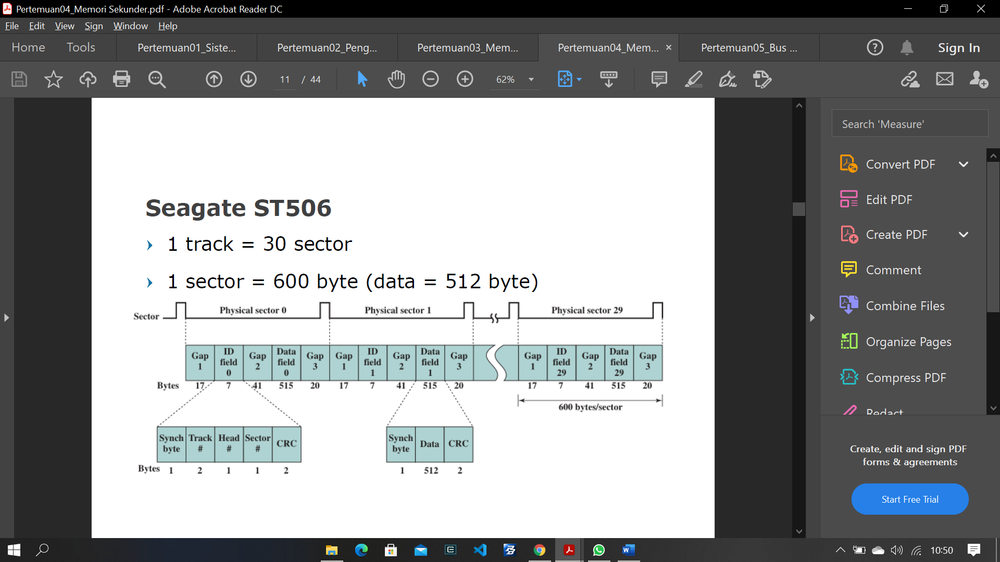 Pertemuan04_Memori Sekunder.pdf - Adobe Acrobat Reader DC
File Edit View Sign Window Help
Home Tools Pertemuan01_Siste... Pertemuan02_Peng... Pertemuan03_Mem... Pertemuan04_Mem... × Pertemuan05_Bus ... ? Sign In
11 / 44 62%
Seagate ST506
› 1 track = 30 sector
› 1 sector = 600 byte (data = 512 byte)
Sector Physical sector 0 Physical sector 1 Physical sector 29
Gap 1 ID field 0 Gap 2 Data field 0 Gap 3 Gap 1 ID field 1 Gap 2 Data field 1 Gap 3 Gap 1 ID field 29 Gap 2 Data field 29 Gap 3
Bytes 17 7 41 515 20 17 7 41 515 20 17 7 41 515 20
600 bytes/sector
Synch byte Track # Head # Sector # CRC Synch byte Data CRC
Bytes 1 2 1 1 2 1 512 2
Search 'Measure'
Convert PDF
Edit PDF
Create PDF
Comment
Combine Files
Organize Pages
Compress PDF
Redact
Create, edit and sign PDF
forms & agreements
Start Free Trial
10:50